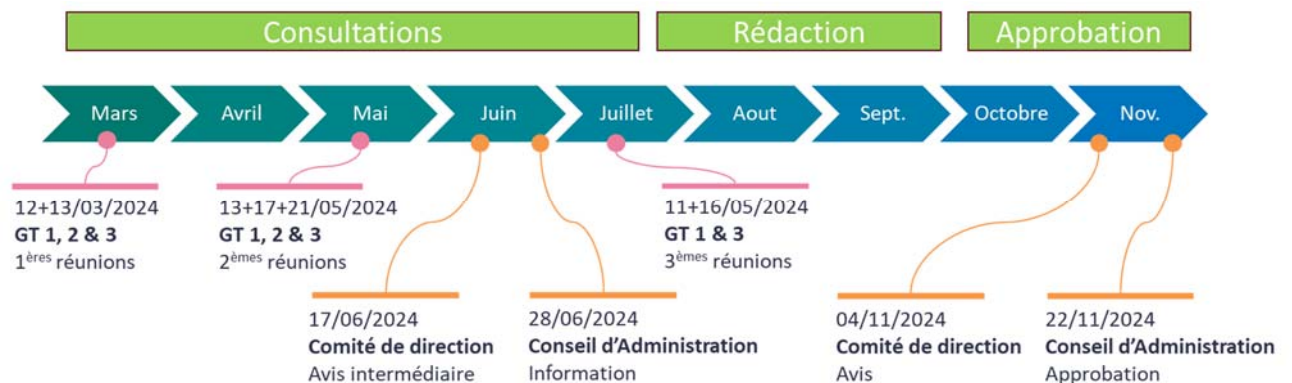 Consultations
Rédaction
Approbation
Mars
Avril
Mai
Juin
Juillet
Aout
Sept.
Octobre
Nov.
12+13/03/2024
GT 1, 2 & 3
1ères réunions
13+17+21/05/2024
GT 1, 2 & 3
2èmes réunions
11+16/05/2024
GT 1 & 3
3èmes réunions
17/06/2024
Comité de direction
Avis intermédiaire
28/06/2024
Conseil d'Administration
Information
04/11/2024
Comité de direction
Avis
22/11/2024
Conseil d'Administration
Approbation